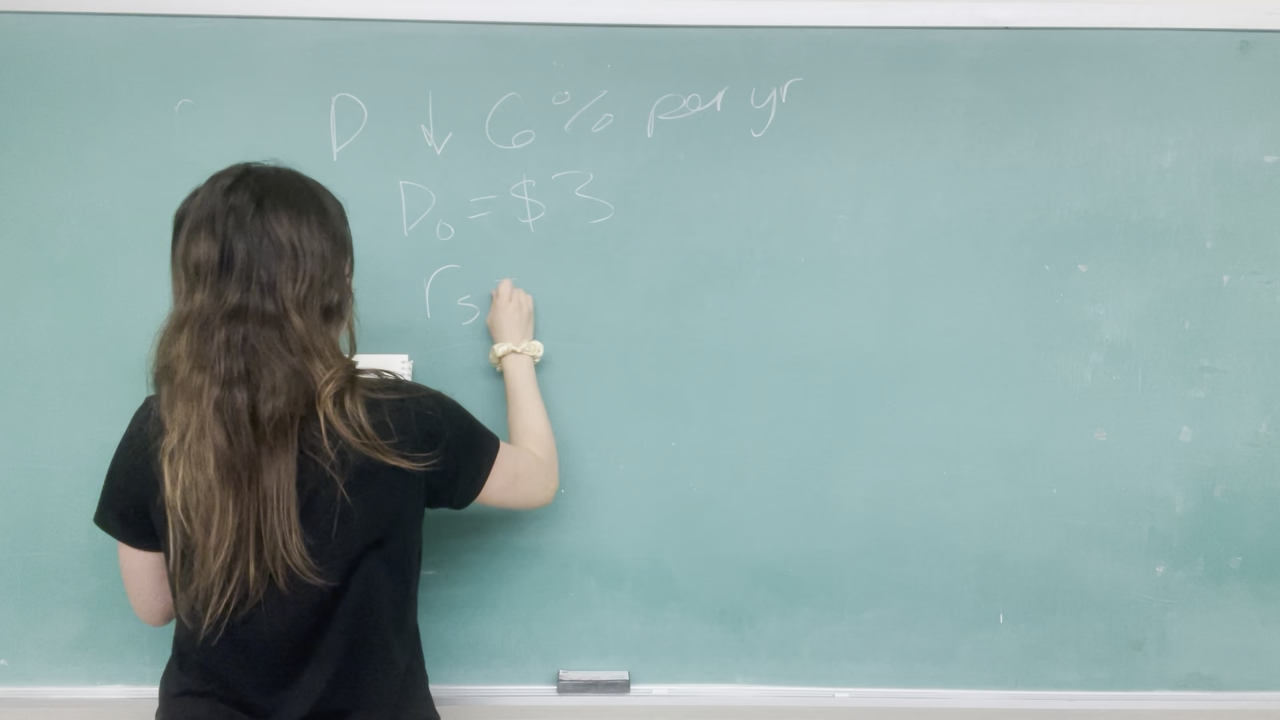 D ↓ 6% per yr
D₀ = $3
rₛ